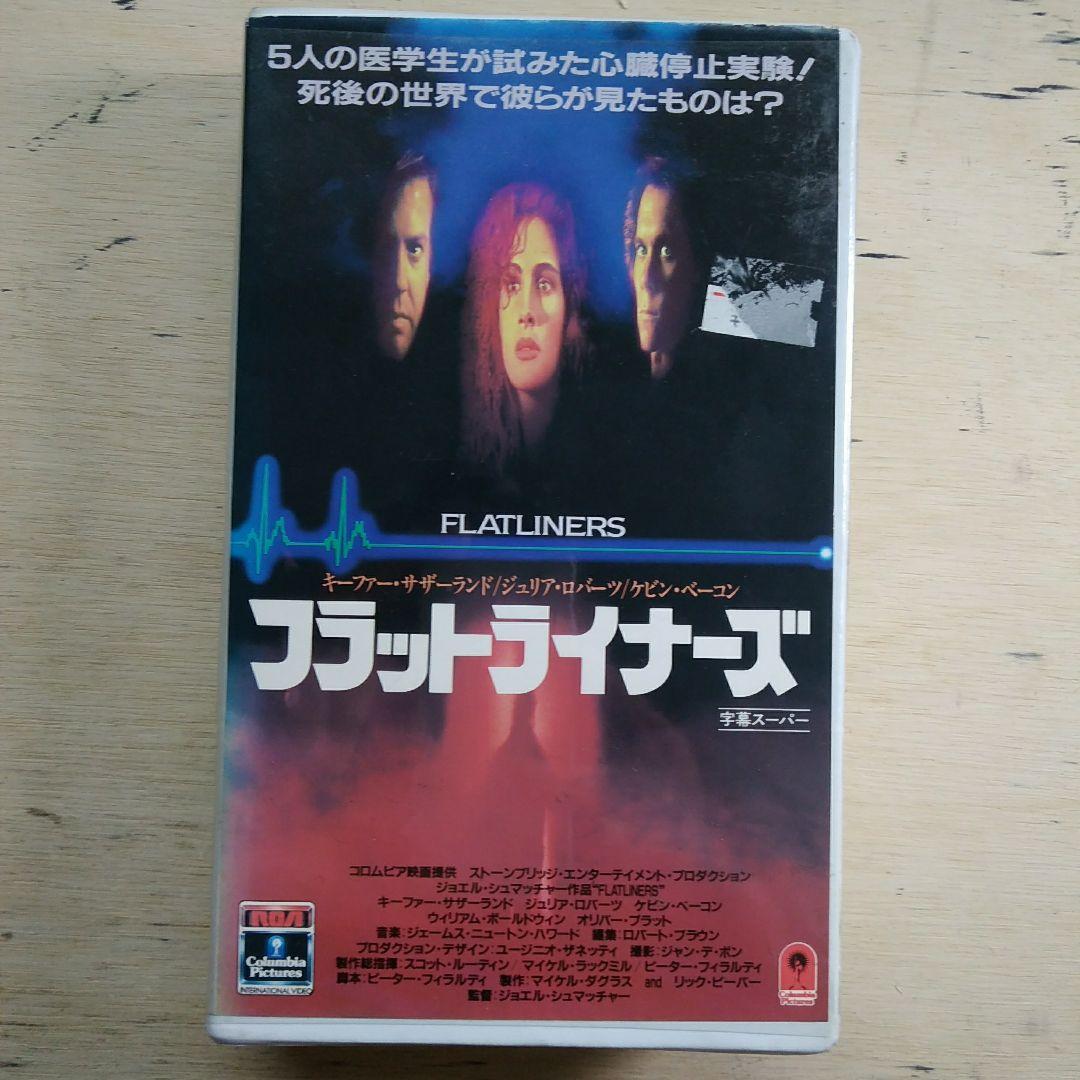 5人の医学生が試みた心臓停止実験!
死後の世界で彼らが見たものは?
FLATLINERS
キーファー・サザーランド/ジュリア・ロバーツ/ケビン・ベーコン
フラットライナーズ
字幕スーパー
コロムビア映画提供 ストーンブリッジ・エンターテイメント・プロダクション
ジョエル・シュマッチャー作品"FLATLINERS"
キーファー・サザーランド ジュリア・ロバーツ ケビン・ベーコン
ウィリアム・ボールドウィン オリバー・プラット
音楽:ジェームス・ニュートン・ハワード 編集:ロバート・ブラウン
プロダクション・デザイン:ユージニオ・ザネッティ 撮影:ジャン・デ・ボン
製作総指揮:スコット・ルーディン/マイケル・ラックミル/ピーター・フィラルディ
脚本:ピーター・フィラルディ 製作:マイケル・ダグラス and リック・ビーバー
監督:ジョエル・シュマッチャー
RCA
Columbia
Pictures
INTERNATIONAL VIDEO
Columbia
Pictures